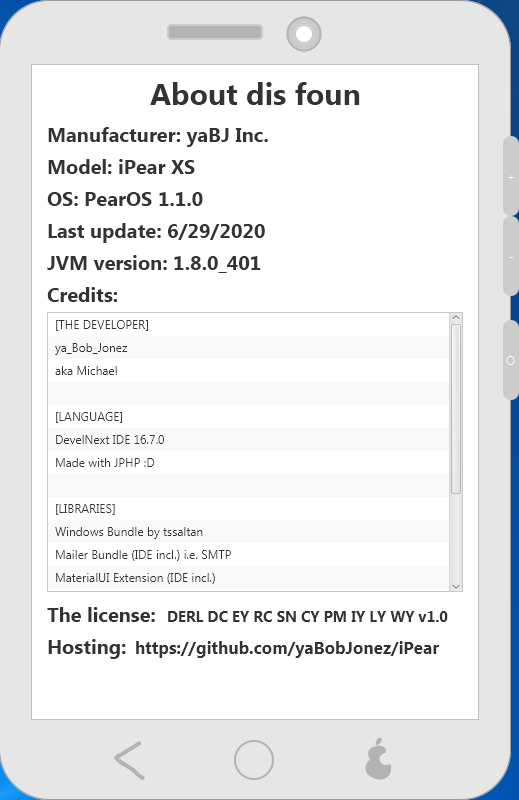 About dis foun
Manufacturer: yaBJ Inc.
Model: iPear XS
OS: PearOS 1.1.0
Last update: 6/29/2020
JVM version: 1.8.0_401
Credits:
[THE DEVELOPER]
ya_Bob_Jonez
aka Michael
[LANGUAGE]
DevelNext IDE 16.7.0
Made with JPHP :D
[LIBRARIES]
Windows Bundle by tssaltan
Mailer Bundle (IDE incl.) i.e. SMTP
MaterialUI Extension (IDE incl.)
The license: DERL DC EY RC SN CY PM IY LY WY v1.0
Hosting: https://github.com/yaBobJonez/iPear
+
-
O